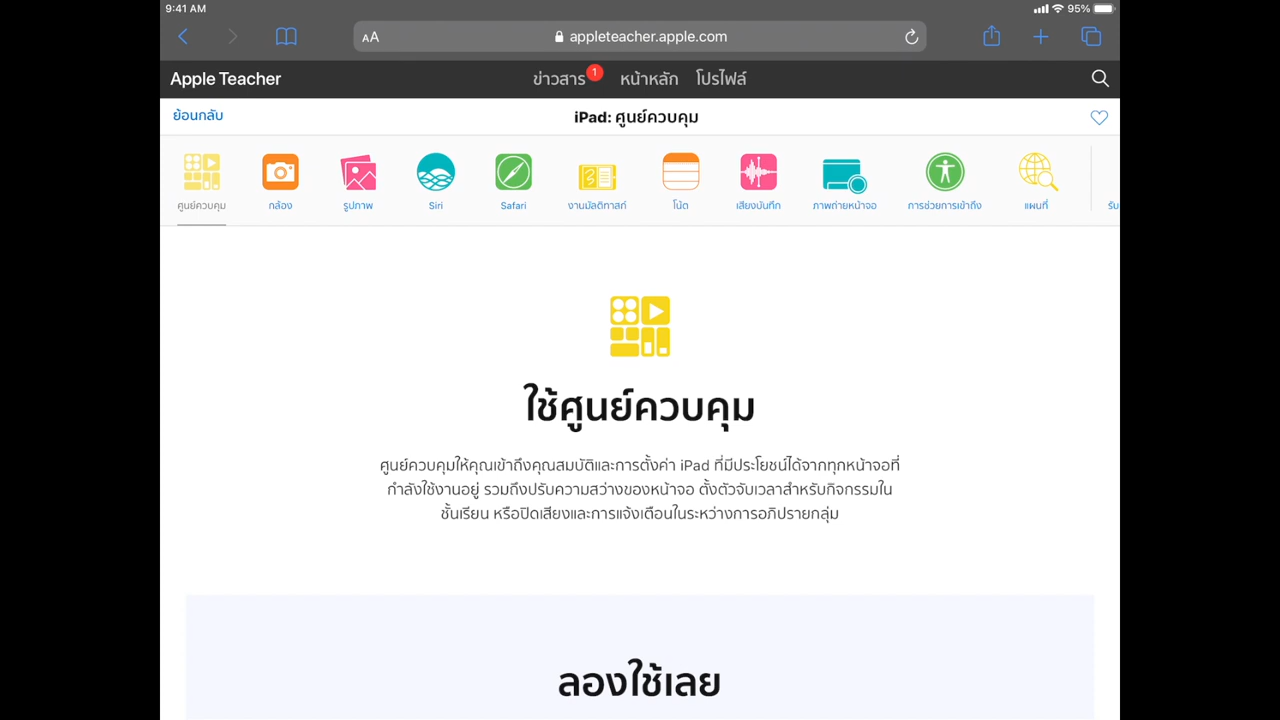 9:41 AM
95%
AA
appleteacher.apple.com
Apple Teacher
ข่าวสาร
1
หน้าหลัก
โปรไฟล์
ย้อนกลับ
iPad: ศูนย์ควบคุม
ศูนย์ควบคุม
กล้อง
รูปภาพ
Siri
Safari
งานมัลติทาสก์
โน้ต
เสียงบันทึก
ภาพถ่ายหน้าจอ
การช่วยการเข้าถึง
แผนที่
รับ
ใช้ศูนย์ควบคุม
ศูนย์ควบคุมให้คุณเข้าถึงคุณสมบัติและการตั้งค่า iPad ที่มีประโยชน์ได้จากทุกหน้าจอที่
กำลังใช้งานอยู่ รวมถึงปรับความสว่างของหน้าจอ ตั้งตัวจับเวลาสำหรับกิจกรรมใน
ชั้นเรียน หรือปิดเสียงและการแจ้งเตือนในระหว่างการอภิปรายกลุ่ม
ลองใช้เลย